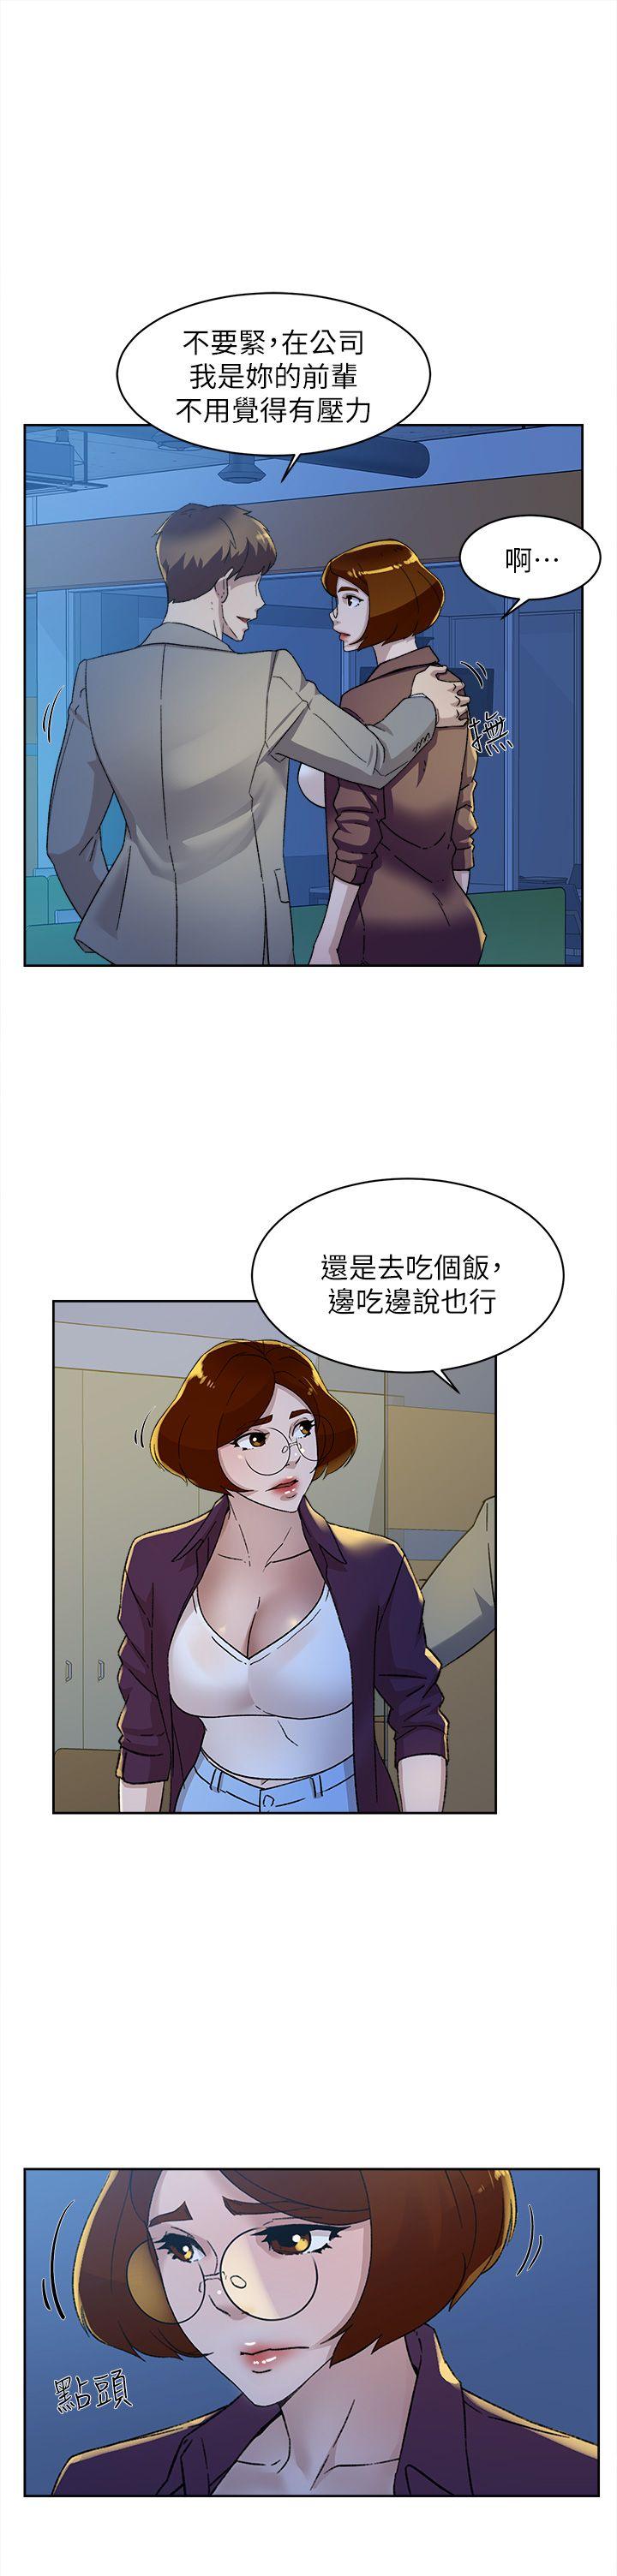 不要緊，在公司
我是妳的前輩
不用覺得有壓力
啊…
撫
還是去吃個飯，
邊吃邊說也行
點頭